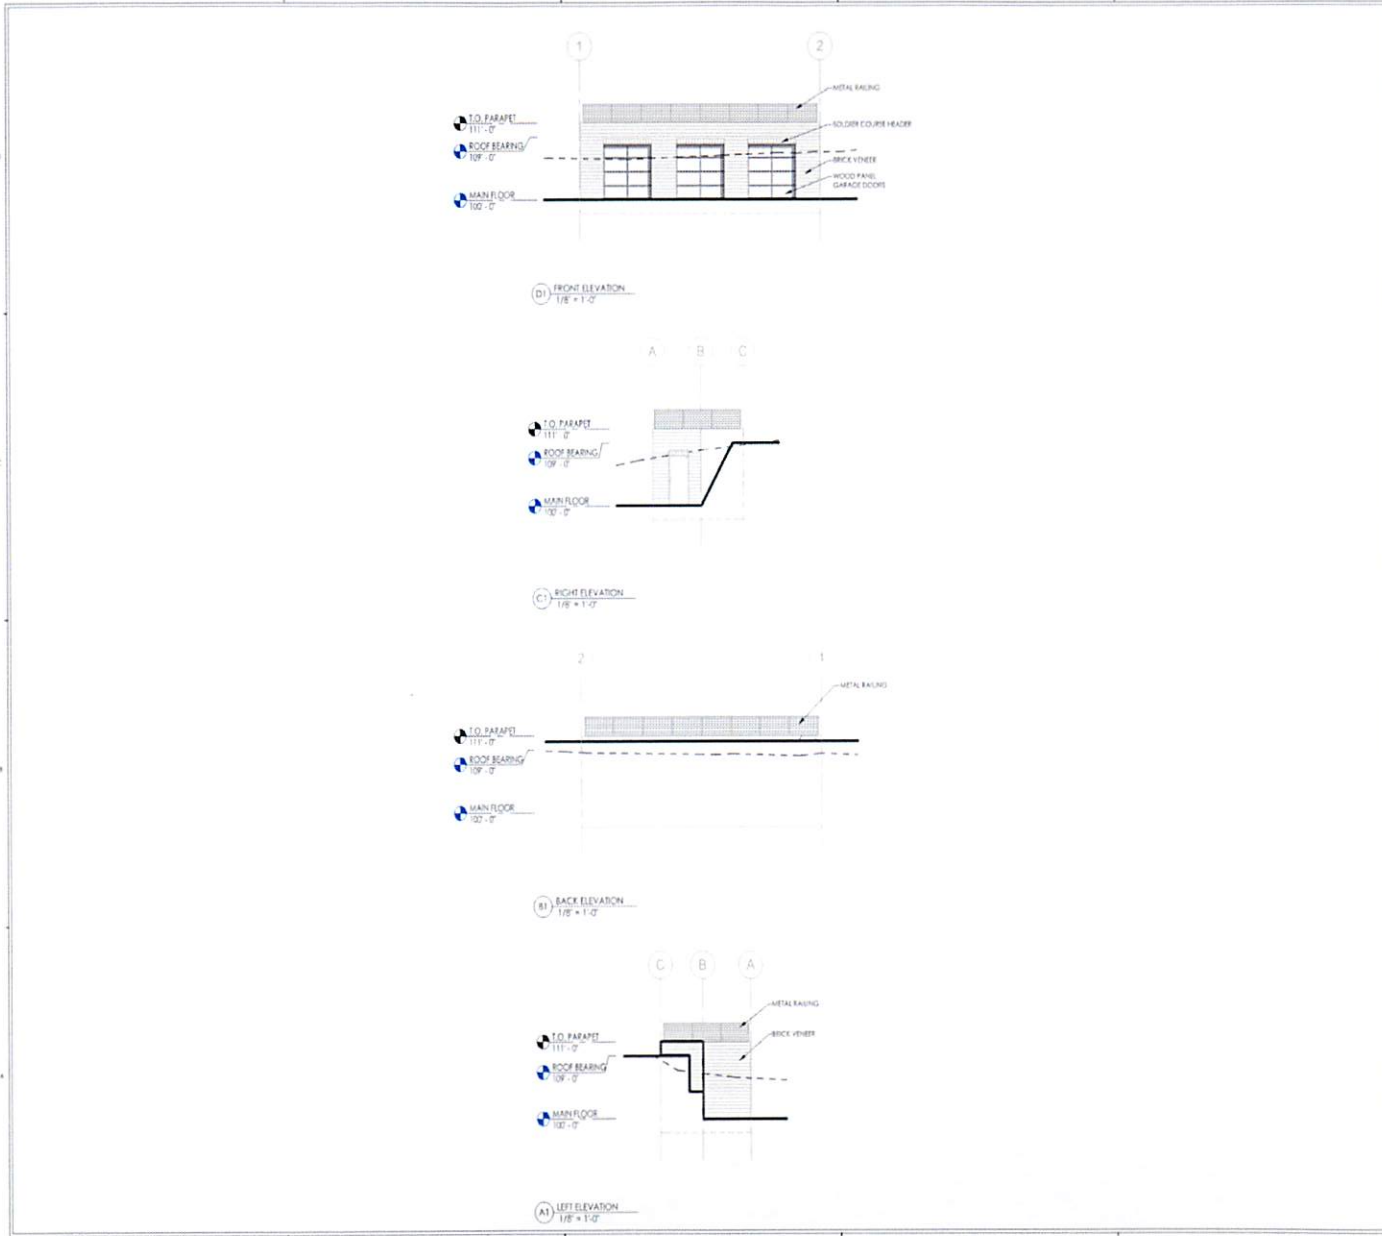 1 2
METAL RAILING
T.O. PARAPET
111' - 0"
SOLDIER COURSE HEADER
ROOF BEARING
109' - 0"
BRICK VENEER
WOOD PANEL
GARAGE DOORS
MAIN FLOOR
100' - 0"
D1 FRONT ELEVATION
1/8" = 1'-0"
A B C
T.O. PARAPET
111' - 0"
ROOF BEARING
109' - 0"
MAIN FLOOR
100' - 0"
C1 RIGHT ELEVATION
1/8" = 1'-0"
2 1
METAL RAILING
T.O. PARAPET
111' - 0"
ROOF BEARING
109' - 0"
MAIN FLOOR
100' - 0"
B1 BACK ELEVATION
1/8" = 1'-0"
C B A
METAL RAILING
T.O. PARAPET
111' - 0"
BRICK VENEER
ROOF BEARING
109' - 0"
MAIN FLOOR
100' - 0"
A1 LEFT ELEVATION
1/8" = 1'-0"